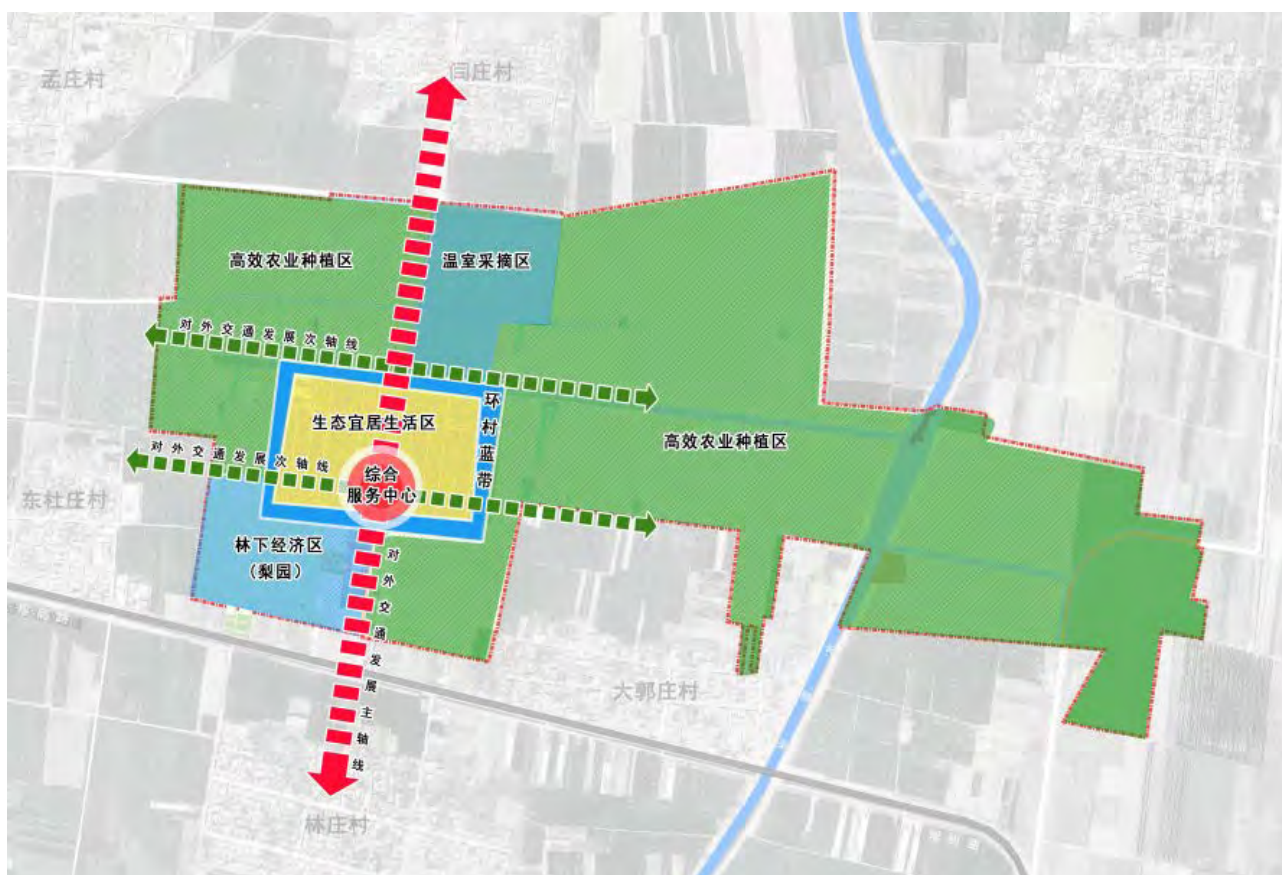 孟庄村
闫庄村
高效农业种植区
温室采摘区
对外交通发展次轴线
生态宜居生活区
环村蓝带
高效农业种植区
对外交通发展次轴线
综合
服务中心
东杜庄村
林下经济区
（梨园）
对外交通发展主轴线
大郭庄村
林庄村